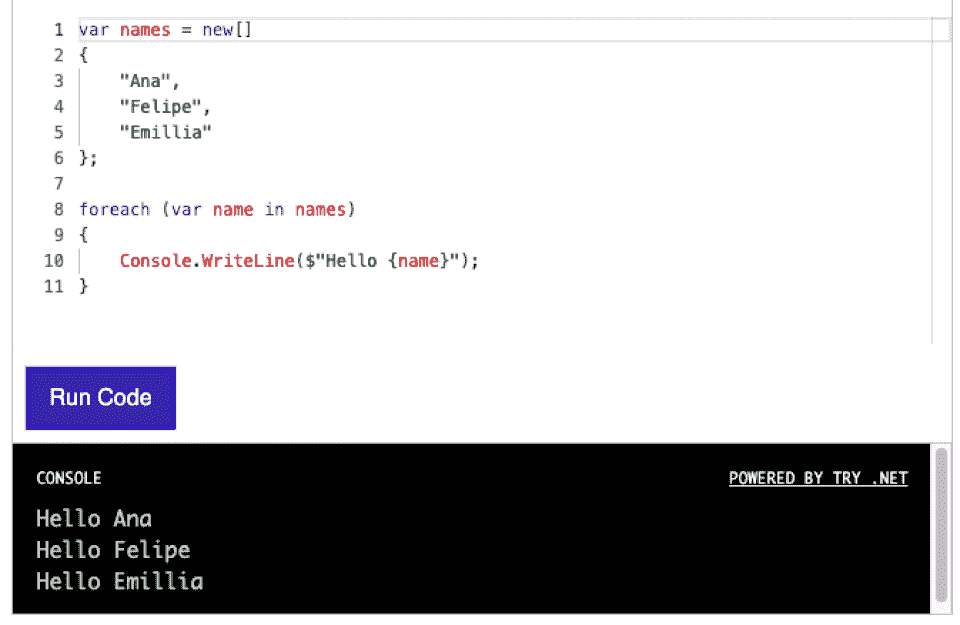 1 var names = new[]
2 {
3     "Ana",
4     "Felipe",
5     "Emillia"
6 };
7
8 foreach (var name in names)
9 {
10     Console.WriteLine($"Hello {name}");
11 }
Run Code
CONSOLE POWERED BY TRY .NET
Hello Ana
Hello Felipe
Hello Emillia